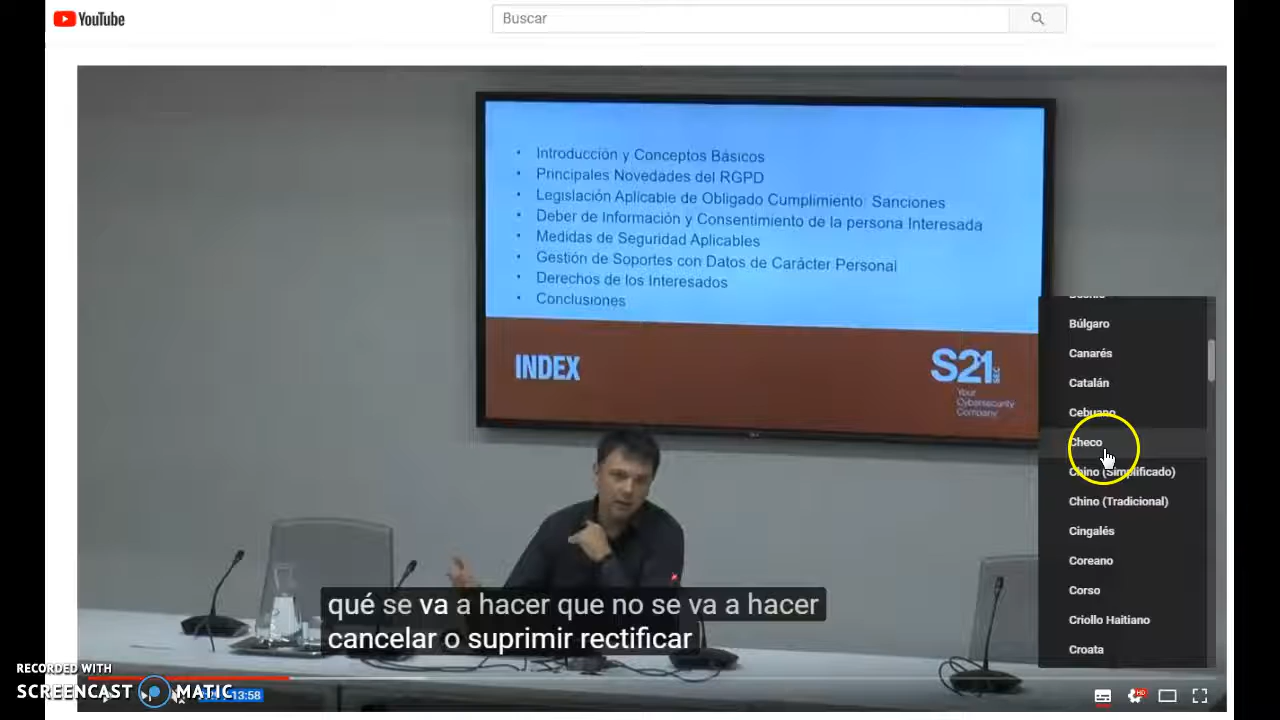 YouTube
Buscar
• Introducción y Conceptos Básicos
• Principales Novedades del RGPD
• Legislación Aplicable de Obligado Cumplimiento: Sanciones
• Deber de Información y Consentimiento de la persona Interesada
• Medidas de Seguridad Aplicables
• Gestión de Soportes con Datos de Carácter Personal
• Derechos de los Interesados
• Conclusiones
INDEX
S21
SEC
Your
Cybersecurity
Company
Búlgaro
Canarés
Catalán
Cebuano
Checo
Chino (Simplificado)
Chino (Tradicional)
Cingalés
Coreano
Corso
Criollo Haitiano
Croata
qué se va a hacer que no se va a hacer
cancelar o suprimir rectificar
RECORDED WITH
SCREENCAST MATIC
13:58
HD